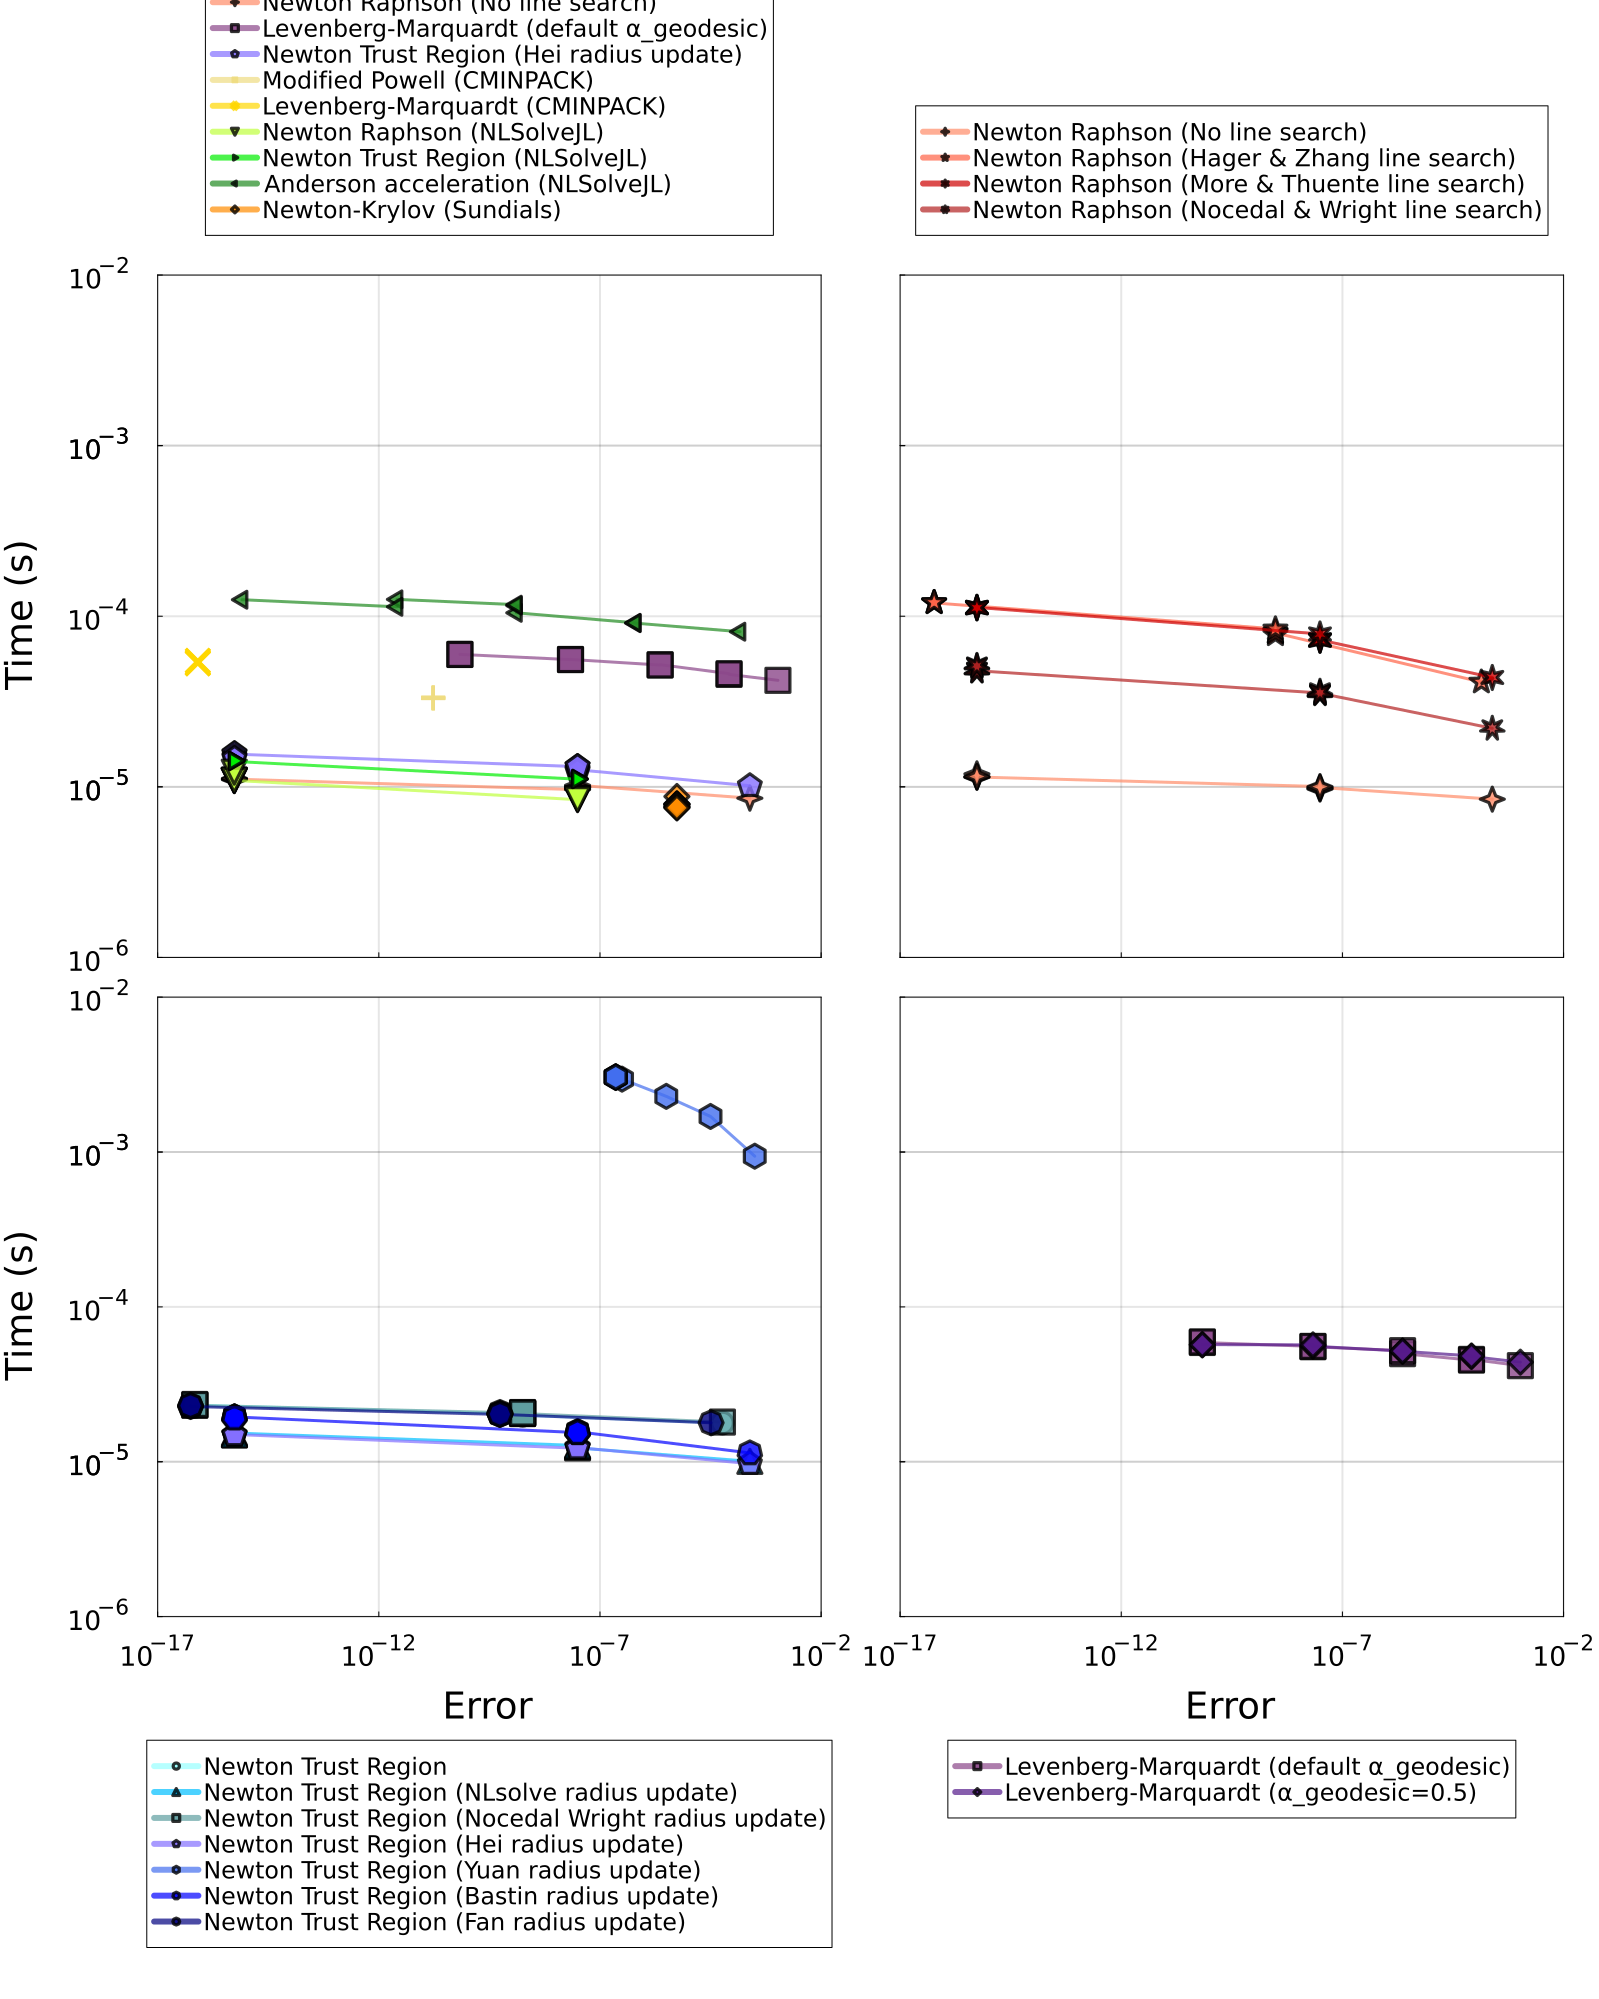 Newton Raphson (No line search)
Levenberg-Marquardt (default α_geodesic)
Newton Trust Region (Hei radius update)
Modified Powell (CMINPACK)
Levenberg-Marquardt (CMINPACK)
Newton Raphson (NLSolveJL)
Newton Trust Region (NLSolveJL)
Anderson acceleration (NLSolveJL)
Newton-Krylov (Sundials)
Newton Raphson (No line search)
Newton Raphson (Hager & Zhang line search)
Newton Raphson (More & Thuente line search)
Newton Raphson (Nocedal & Wright line search)
10⁻²
10⁻³
10⁻⁴
10⁻⁵
10⁻⁶
Time (s)
10⁻²
10⁻³
10⁻⁴
10⁻⁵
10⁻⁶
Time (s)
10⁻¹⁷ 10⁻¹² 10⁻⁷ 10⁻²
Error
10⁻¹⁷ 10⁻¹² 10⁻⁷ 10⁻²
Error
Newton Trust Region
Newton Trust Region (NLsolve radius update)
Newton Trust Region (Nocedal Wright radius update)
Newton Trust Region (Hei radius update)
Newton Trust Region (Yuan radius update)
Newton Trust Region (Bastin radius update)
Newton Trust Region (Fan radius update)
Levenberg-Marquardt (default α_geodesic)
Levenberg-Marquardt (α_geodesic=0.5)